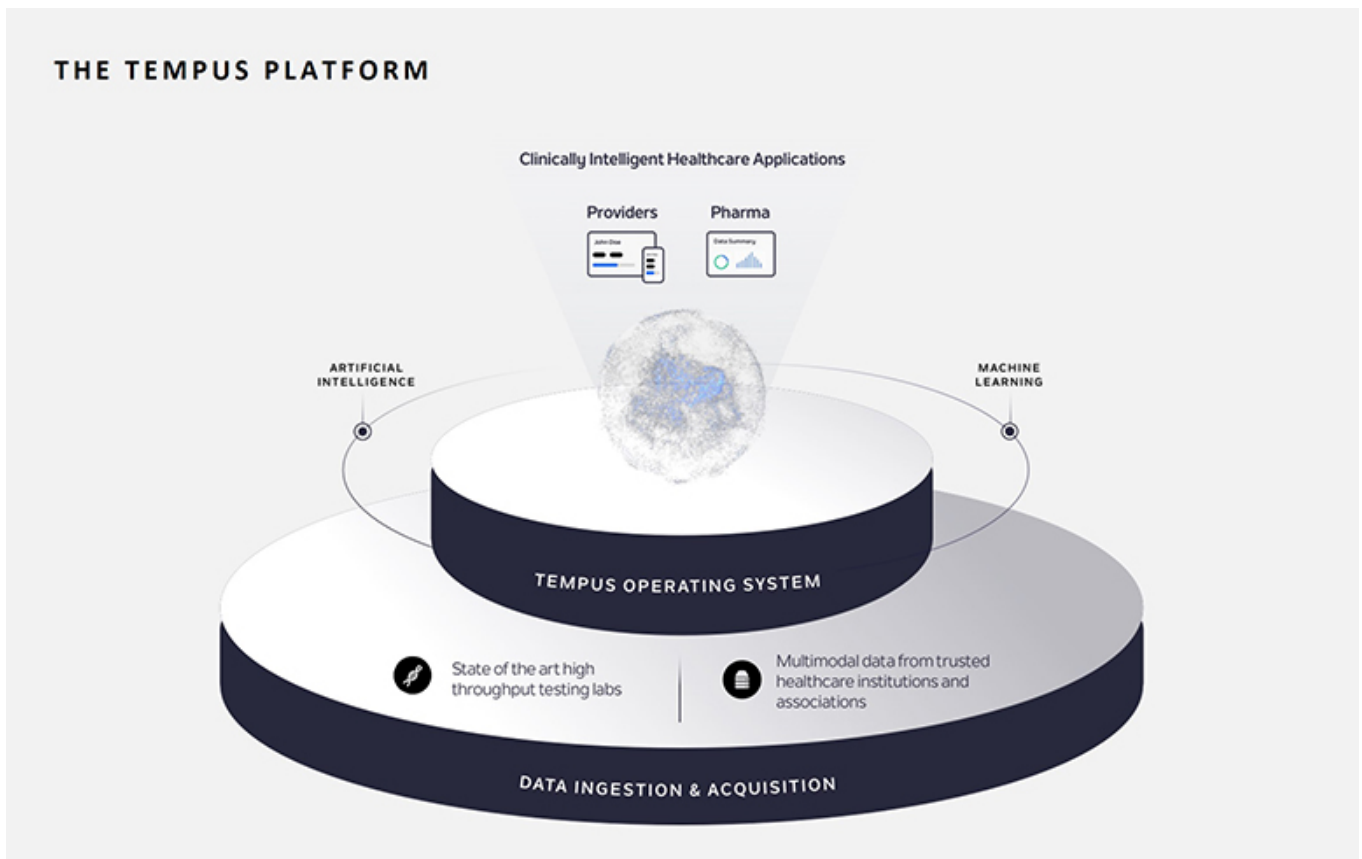 THE TEMPUS PLATFORM
Clinically Intelligent Healthcare Applications
Providers
Pharma
John Doe
Data Summary
ARTIFICIAL
INTELLIGENCE
MACHINE
LEARNING
TEMPUS OPERATING SYSTEM
State of the art high
throughput testing labs
Multimodal data from trusted
healthcare institutions and
associations
DATA INGESTION & ACQUISITION